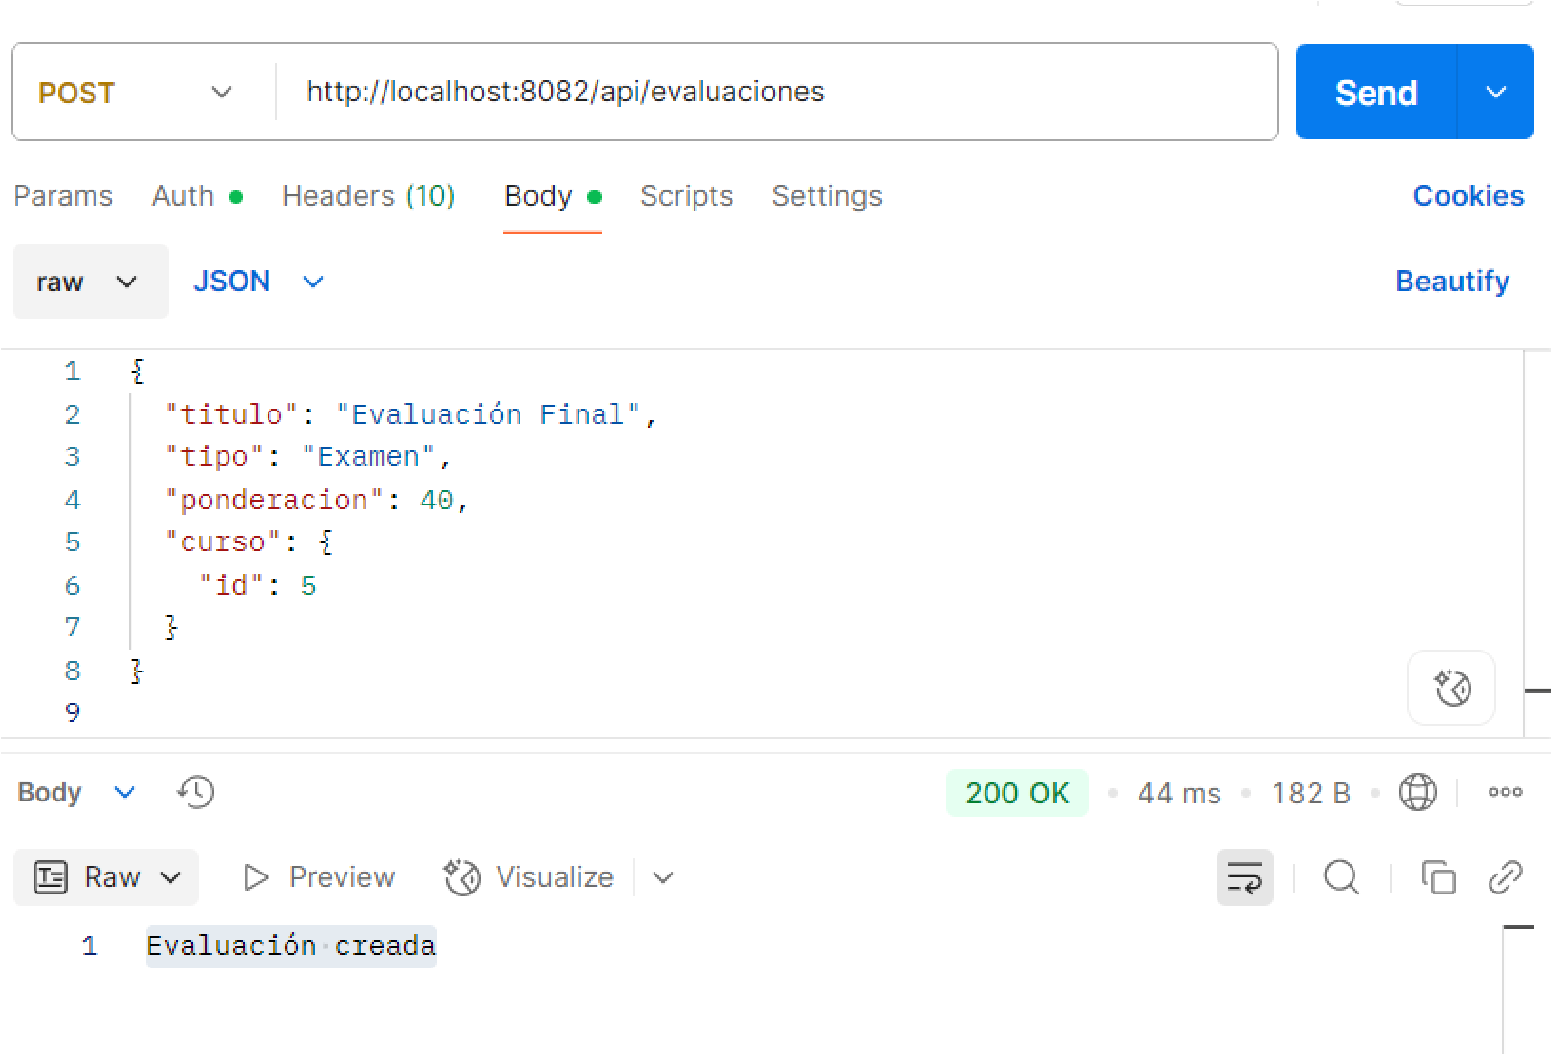 POST http://localhost:8082/api/evaluaciones Send
Params Auth Headers (10) Body Scripts Settings Cookies
raw JSON Beautify
1 {
2 "titulo": "Evaluación Final",
3 "tipo": "Examen",
4 "ponderacion": 40,
5 "curso": {
6 "id": 5
7 }
8 }
9
Body 200 OK • 44 ms • 182 B •
Raw Preview Visualize
1 Evaluación·creada